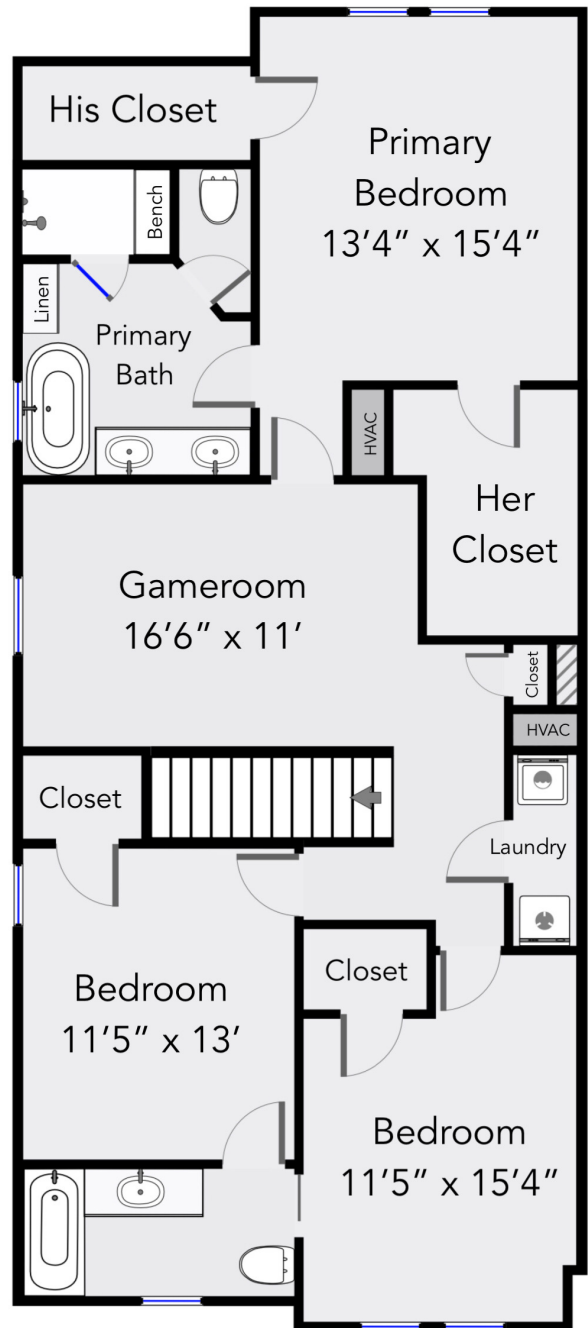 His Closet
Primary
Bedroom
13'4" x 15'4"
Bench
Linen
Primary
Bath
HVAC
Her
Closet
Gameroom
16'6" x 11'
Closet
HVAC
Closet
Laundry
Closet
Bedroom
11'5" x 13'
Bedroom
11'5" x 15'4"